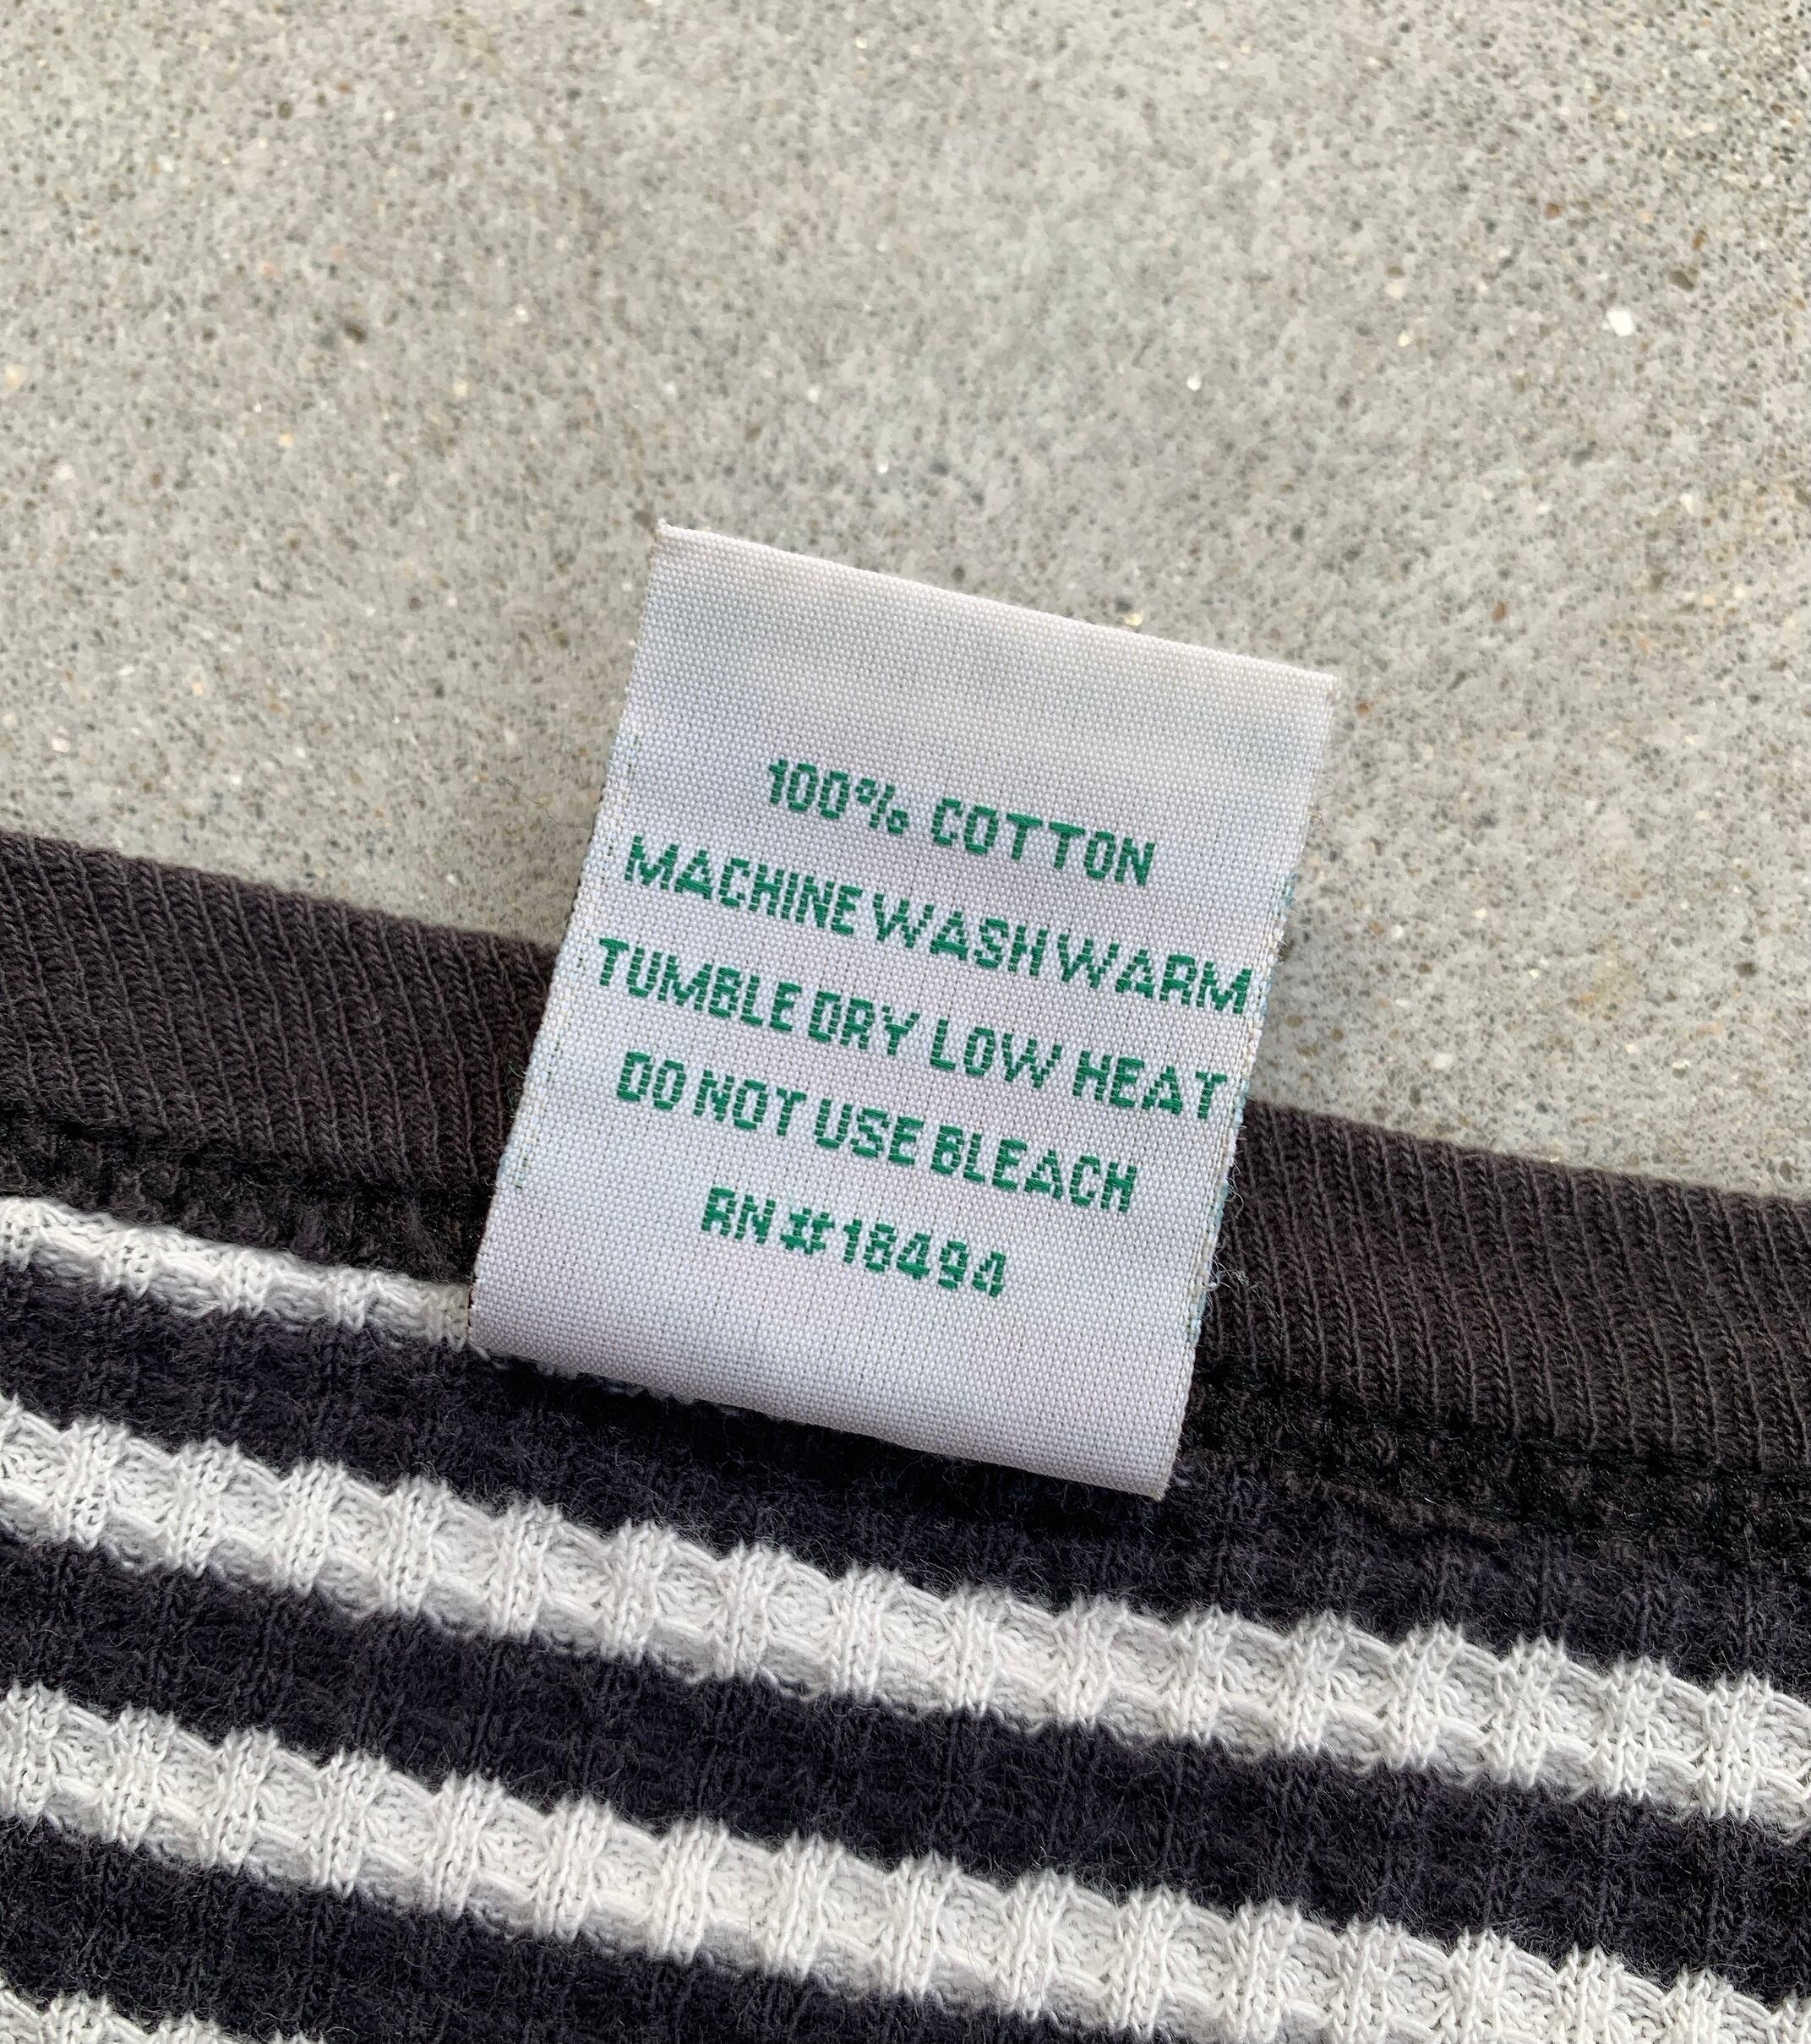 100% COTTON
MACHINE WASH WARM
TUMBLE DRY LOW HEAT
DO NOT USE BLEACH
RN #18494